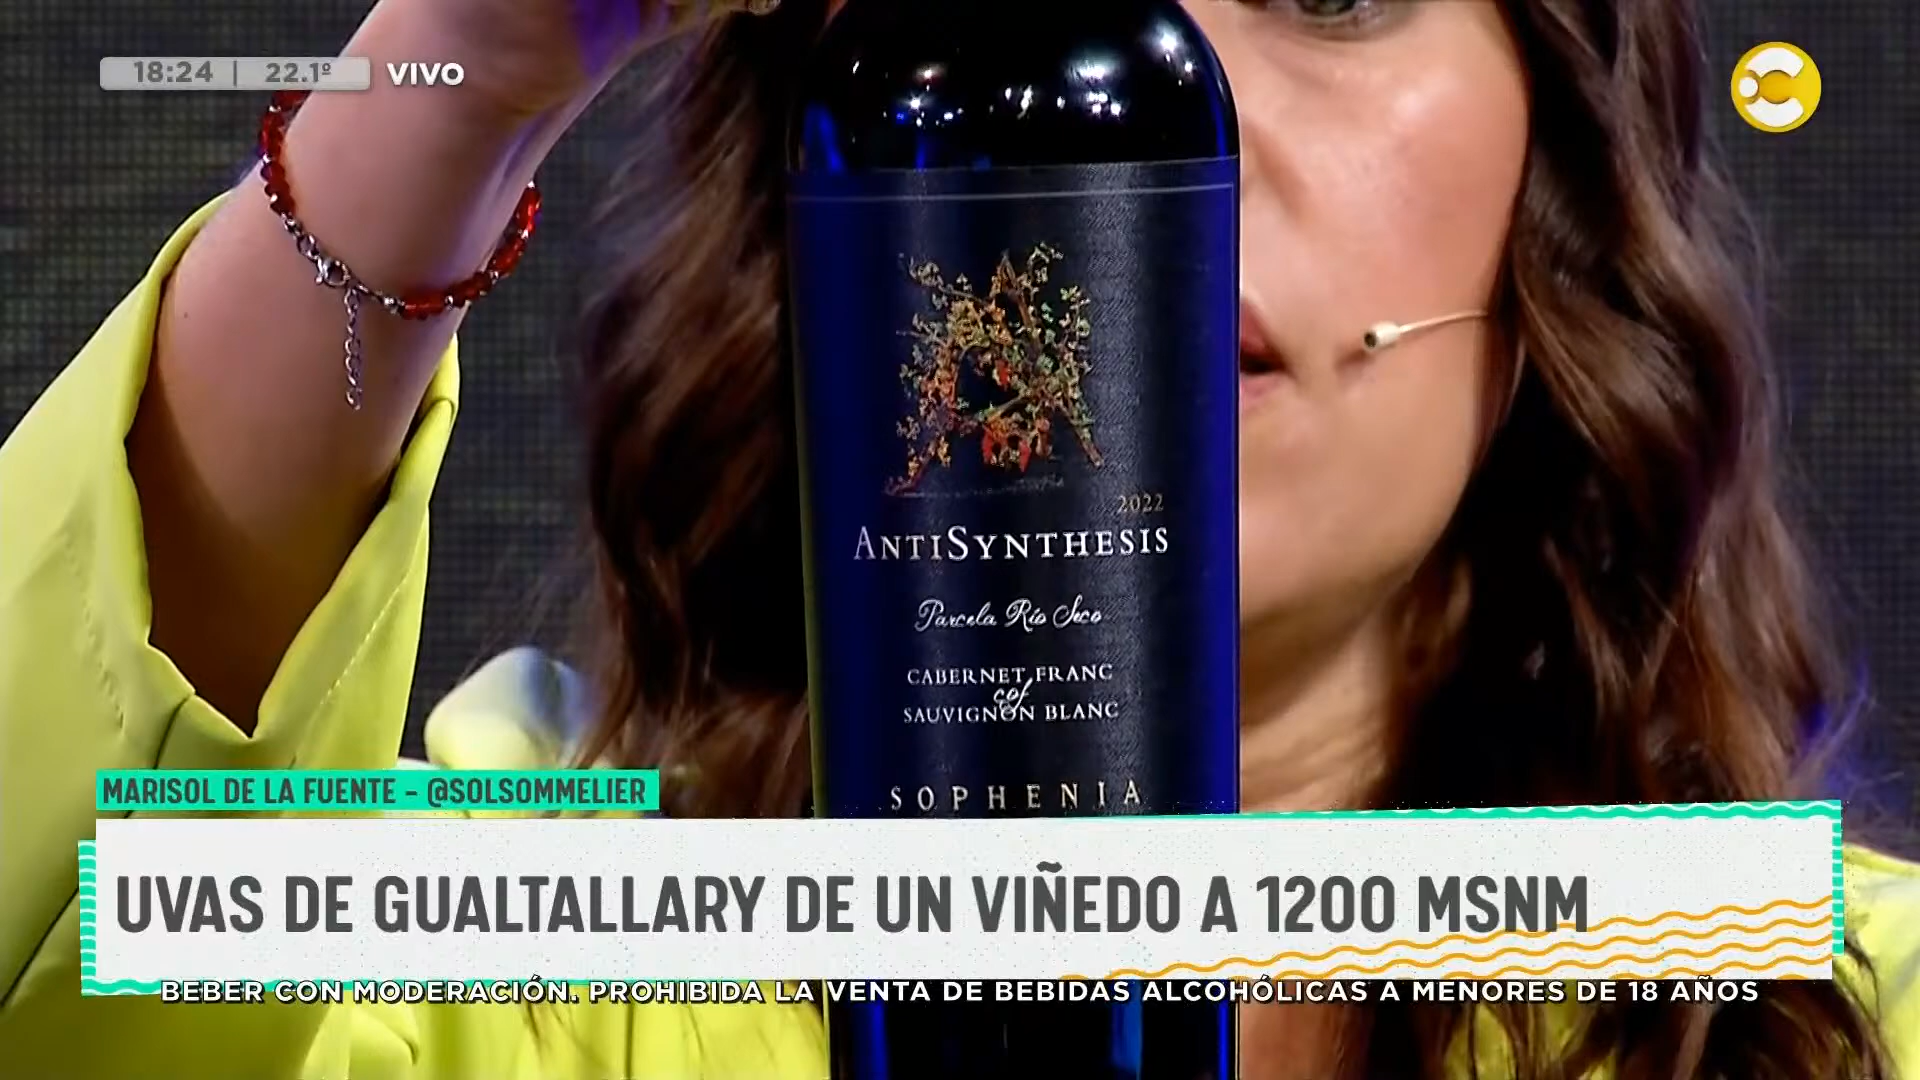 18:24 | 22.1º VIVO
2022
ANTISYNTHESIS
Parcela Río Seco
CABERNET FRANC
cof
SAUVIGNON BLANC
SOPHENIA
MARISOL DE LA FUENTE - @SOLSOMMELIER
UVAS DE GUALTALLARY DE UN VIÑEDO A 1200 MSNM
BEBER CON MODERACIÓN. PROHIBIDA LA VENTA DE BEBIDAS ALCOHÓLICAS A MENORES DE 18 AÑOS